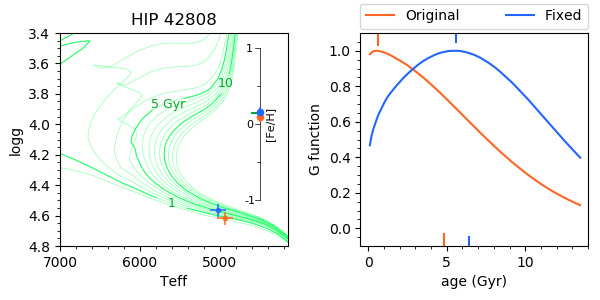 HIP 42808
Original Fixed
3.4
3.6
3.8
4.0
4.2
4.4
4.6
4.8
logg
7000 6000 5000
Teff
5 Gyr
10
1
1
0
-1
[Fe/H]
1.0
0.8
0.6
0.4
0.2
0.0
G function
0 5 10
age (Gyr)